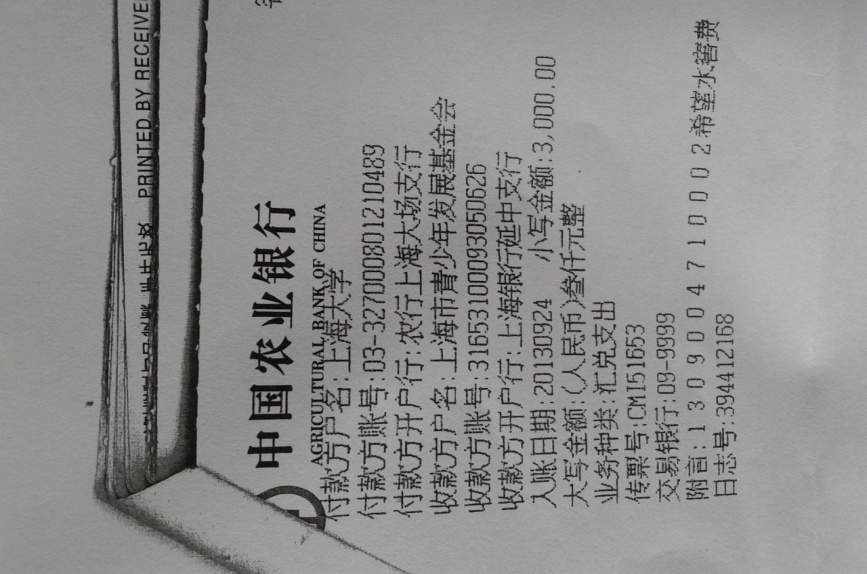 PRINTED BY RECEIVE
中国农业银行
AGRICULTURAL BANK OF CHINA
付款方户名:上海大学
付款方账号:03-3270008012104​89
付款方开户行:农行上海大场支行
收款方户名:上海市青少年发展基金会
收款方账号:31653100093050626
收款方开户行:上海银行延中支行
入账日期:20130924 小写金额:3,000.00
大写金额:(人民币)叁仟元整
业务种类:汇兑支出
传票号:CMI51653
交易银行:09-9999
附言:1 3 0 9 0 0 4 7 1 0 0 0 2 希望水窖费
日志号:394412168